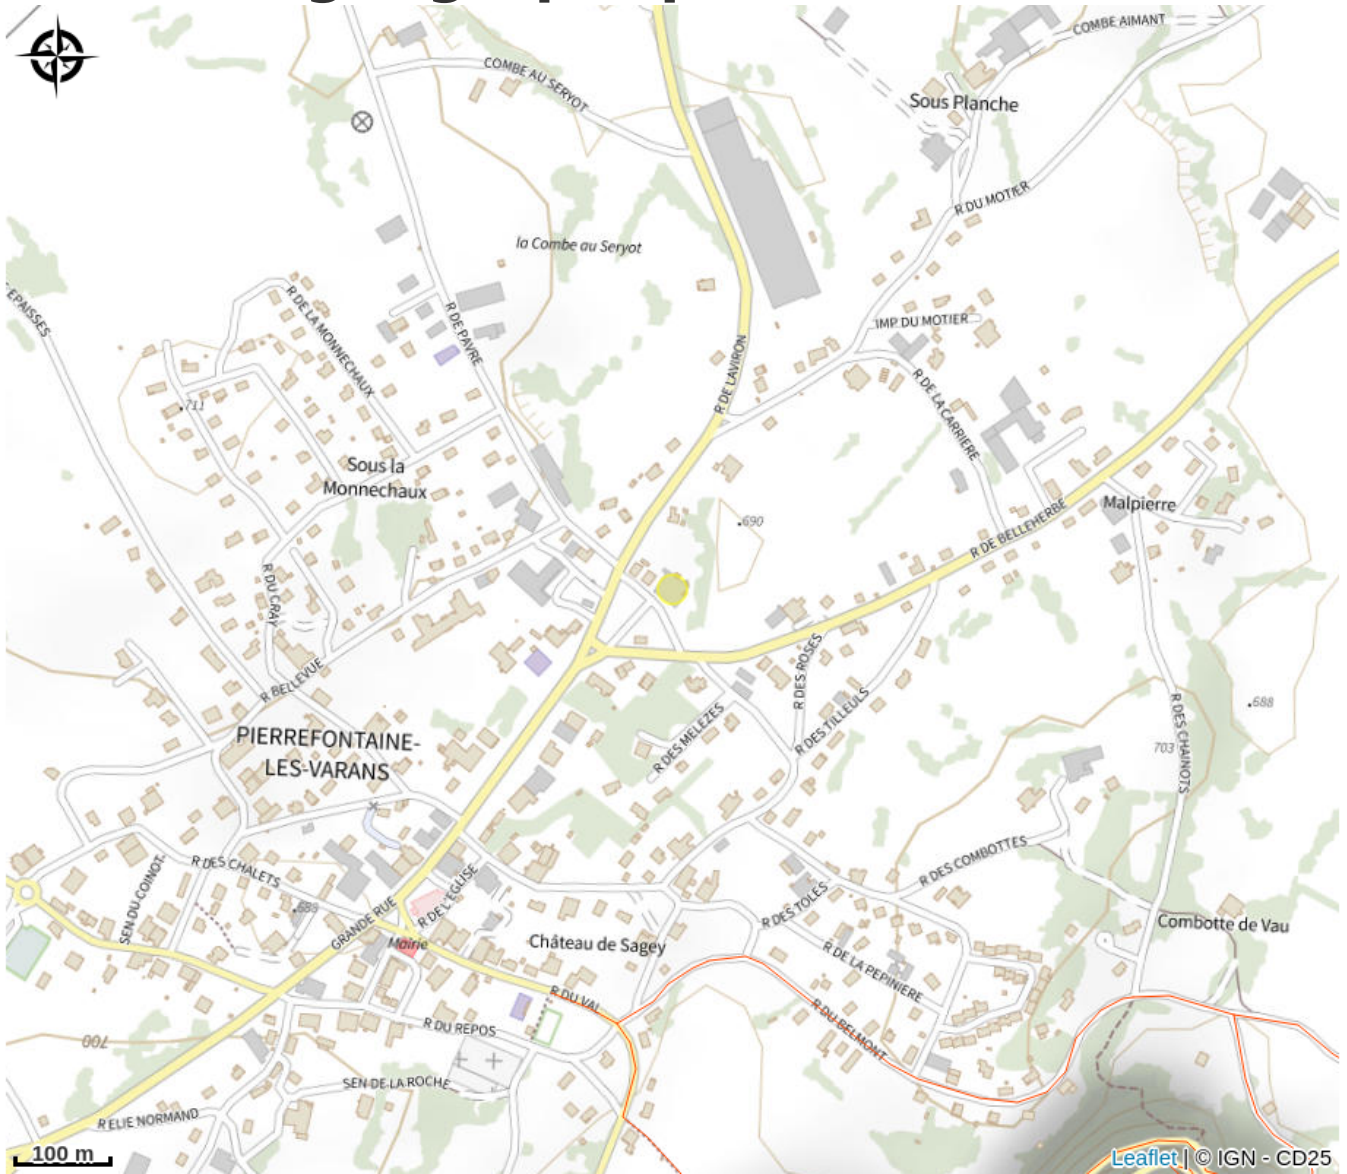 COMBE AIMANT
COMBE AU SERYOT
Sous Planche
R DU MOTIER
la Combe au Seryot
EPAISSES
R DE LA MONNECHAUX
R DE PAVRE
IMP DU MOTIER
R DE LAVIRON
R DE LA CARRIERE
711
Sous la
Monnechaux
Malpierre
690
R DE BELLEHERBE
R DU CRAY
R BELLEVUE
R DES ROSES
R DES TILLEULS
R DES MELEZES
688
R DES CHAINOTS
703
PIERREFONTAINE-
LES-VARANS
R DES COMBOTTES
R DES CHALETS
SEN DU COINOT
R DE L'EGLISE
R DES TOLES
GRANDE RUE
Mairie
Château de Sagey
Combotte de Vau
R DE LA PEPINIERE
R DU VAL
R DU BELMONT
R DU REPOS
700
SEN DE LA ROCHE
R ELIE NORMAND
100 m
Leaflet | © IGN - CD25